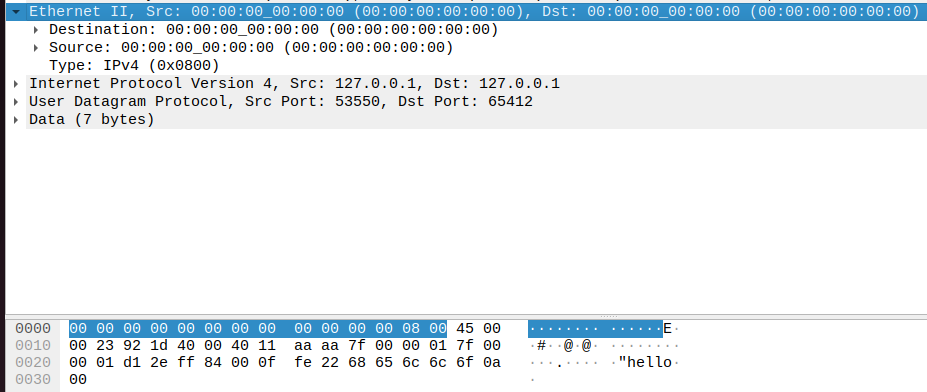 Ethernet II, Src: 00:00:00_00:00:00 (00:00:00:00:00:00), Dst: 00:00:00_00:00:00 (00:00:00:00:00:00)
Destination: 00:00:00_00:00:00 (00:00:00:00:00:00)
Source: 00:00:00_00:00:00 (00:00:00:00:00:00)
Type: IPv4 (0x0800)
Internet Protocol Version 4, Src: 127.0.0.1, Dst: 127.0.0.1
User Datagram Protocol, Src Port: 53550, Dst Port: 65412
Data (7 bytes)
0000 00 00 00 00 00 00 00 00 00 00 00 00 08 00 45 00 ········ ······E·
0010 00 23 92 1d 40 00 40 11 aa aa 7f 00 00 01 7f 00 ·#··@·@· ········
0020 00 01 d1 2e ff 84 00 0f fe 22 68 65 6c 6c 6f 0a ···.···· ·"hello·
0030 00 ·